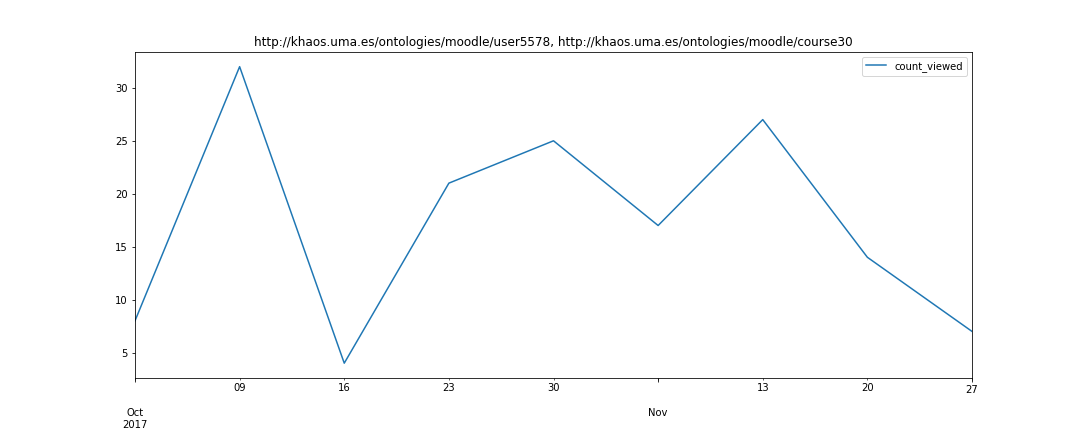 http://khaos.uma.es/ontologies/moodle/user5578, http://khaos.uma.es/ontologies/moodle/course30
count_viewed
30
25
20
15
10
5
09 16 23 30 13 20 27
Oct Nov
2017